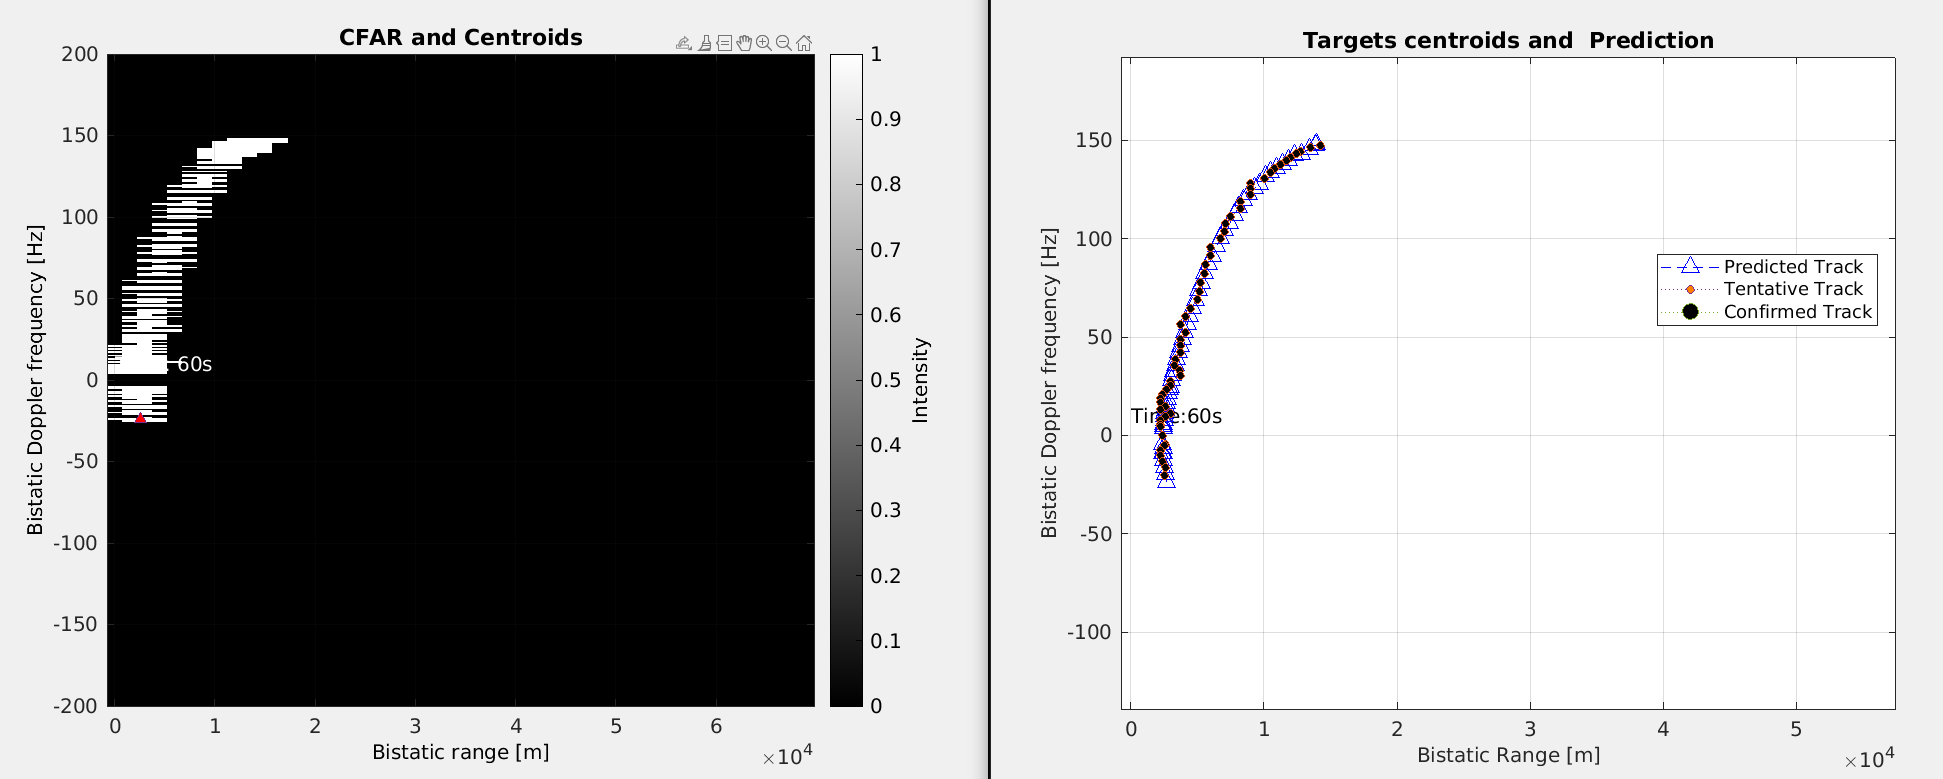 CFAR and Centroids
200
150
100
50
0
-50
-100
-150
-200
Bistatic Doppler frequency [Hz]
60s
0 1 2 3 4 5 6
×10^4
Bistatic range [m]
1
0.9
0.8
0.7
0.6
0.5
0.4
0.3
0.2
0.1
0
Intensity
Targets centroids and Prediction
150
100
50
0
-50
-100
Bistatic Doppler frequency [Hz]
Predicted Track
Tentative Track
Confirmed Track
Time:60s
0 1 2 3 4 5
×10^4
Bistatic Range [m]